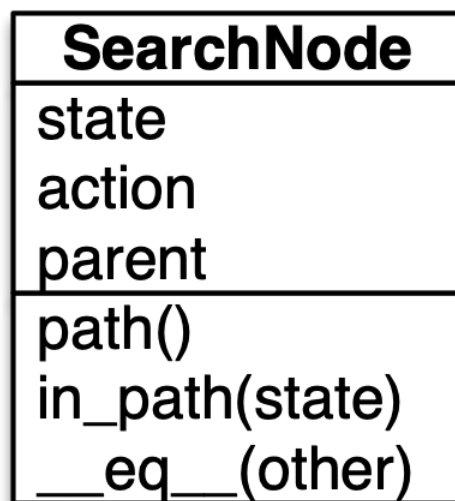 SearchNode
state
action
parent
path()
in_path(state)
__eq__(other)